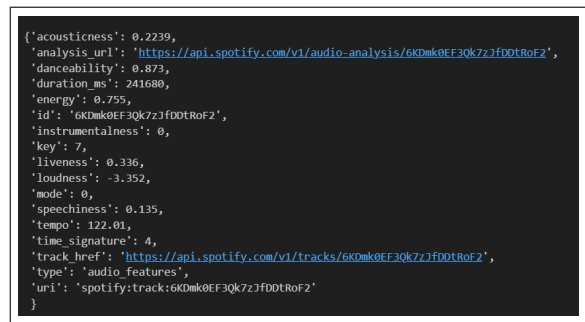 {'acousticness': 0.2239,
'analysis_url': 'https://api.spotify.com/v1/audio-analysis/6KDmk0EF3Qk7zJfDDtRoF2',
'danceability': 0.873,
'duration_ms': 241680,
'energy': 0.755,
'id': '6KDmk0EF3Qk7zJfDDtRoF2',
'instrumentalness': 0,
'key': 7,
'liveness': 0.336,
'loudness': -3.352,
'mode': 0,
'speechiness': 0.135,
'tempo': 122.01,
'time_signature': 4,
'track_href': 'https://api.spotify.com/v1/tracks/6KDmk0EF3Qk7zJfDDtRoF2',
'type': 'audio_features',
'uri': 'spotify:track:6KDmk0EF3Qk7zJfDDtRoF2'
}